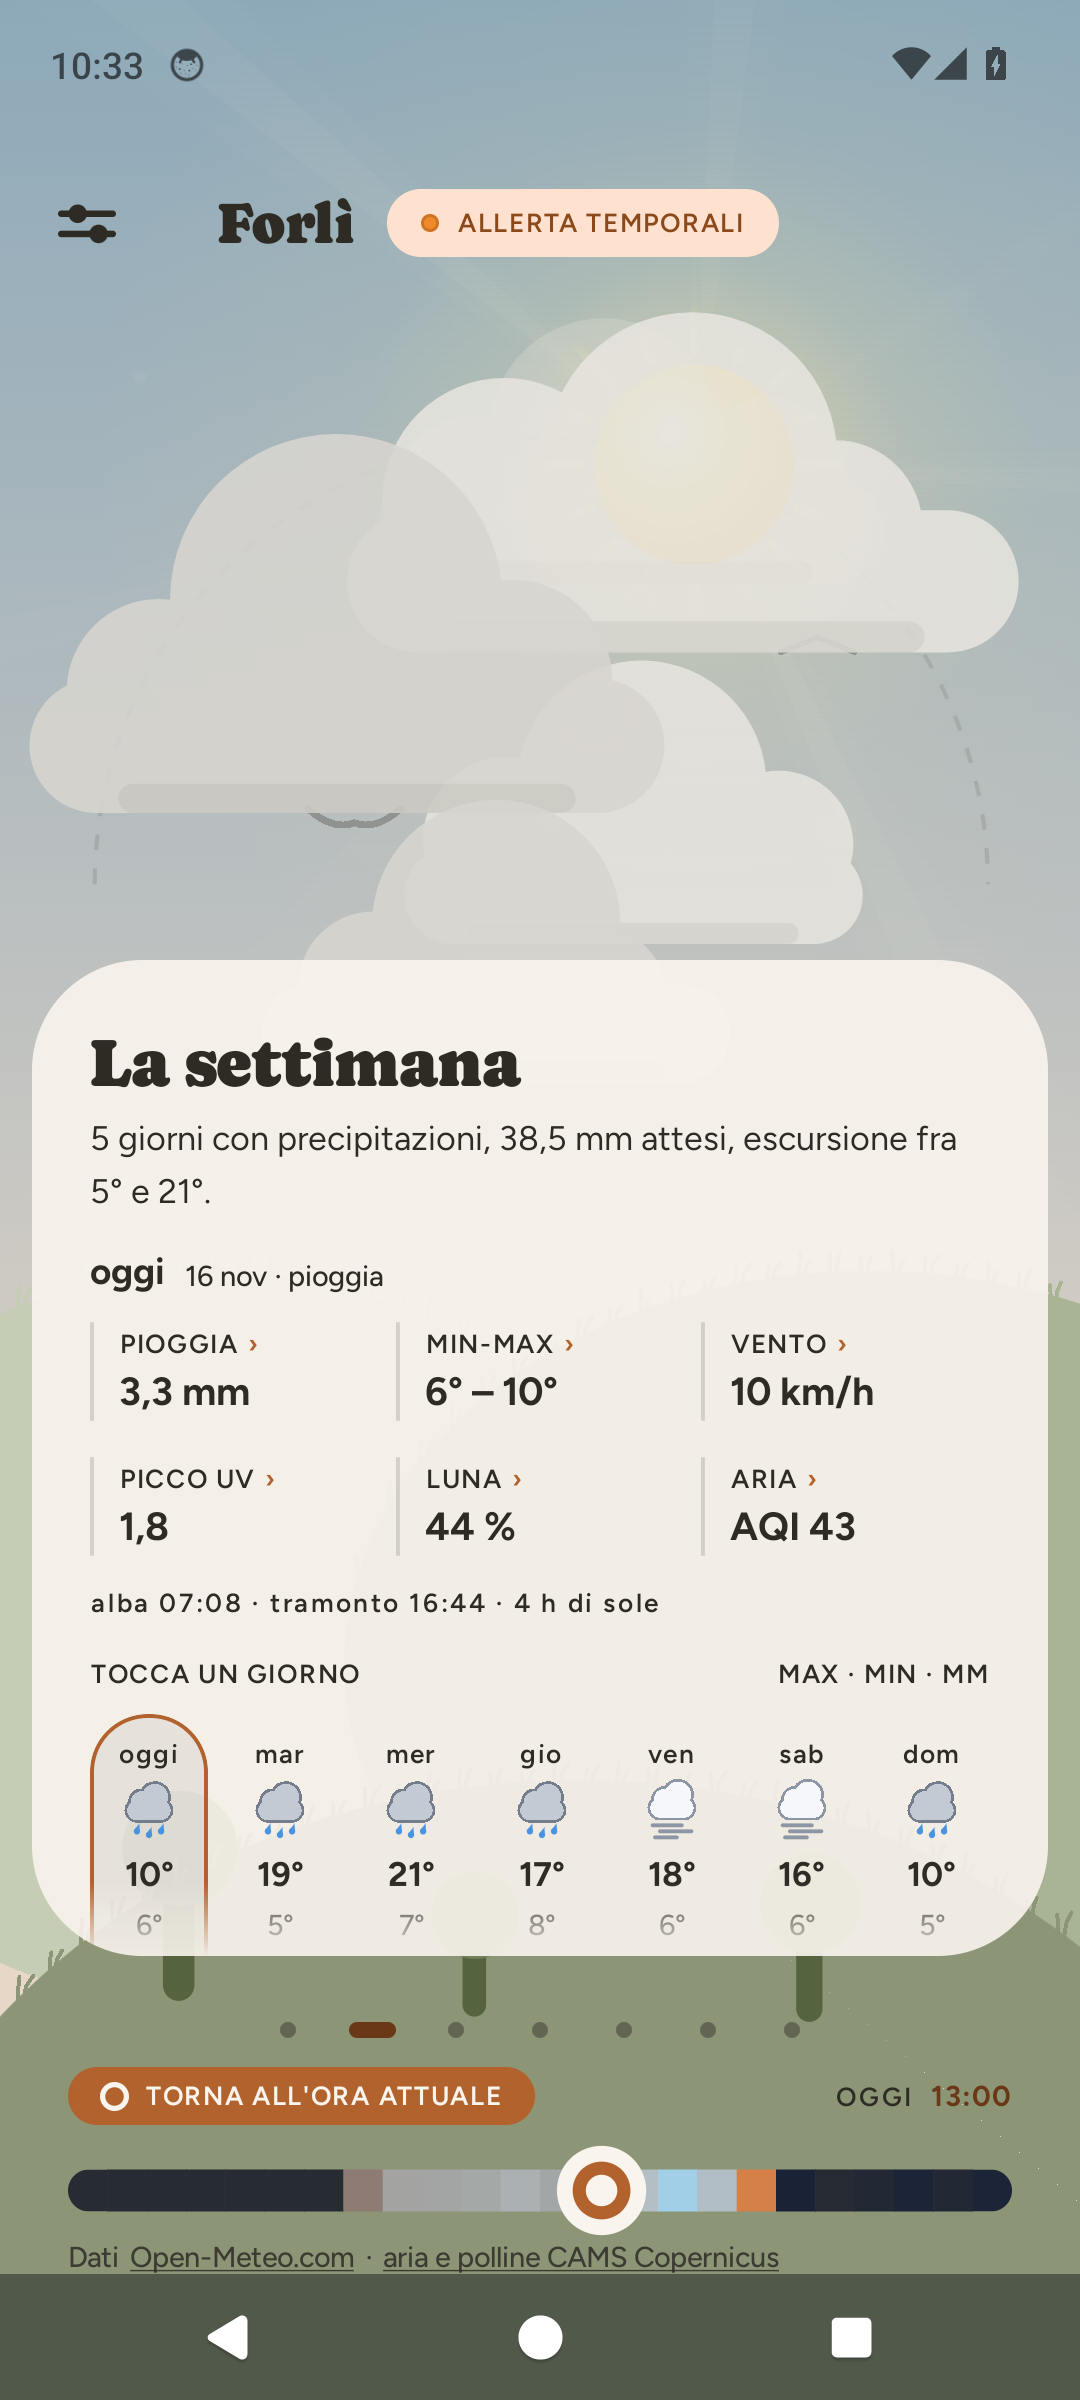 10:33
Forlì
ALLERTA TEMPORALI
La settimana
5 giorni con precipitazioni, 38,5 mm attesi, escursione fra
5° e 21°.
oggi 16 nov · pioggia
PIOGGIA › MIN-MAX › VENTO ›
3,3 mm 6° – 10° 10 km/h
PICCO UV › LUNA › ARIA ›
1,8 44 % AQI 43
alba 07:08 · tramonto 16:44 · 4 h di sole
TOCCA UN GIORNO MAX · MIN · MM
oggi mar mer gio ven sab dom
10° 19° 21° 17° 18° 16° 10°
6° 5° 7° 8° 6° 6° 5°
TORNA ALL'ORA ATTUALE OGGI 13:00
Dati Open-Meteo.com · aria e polline CAMS Copernicus